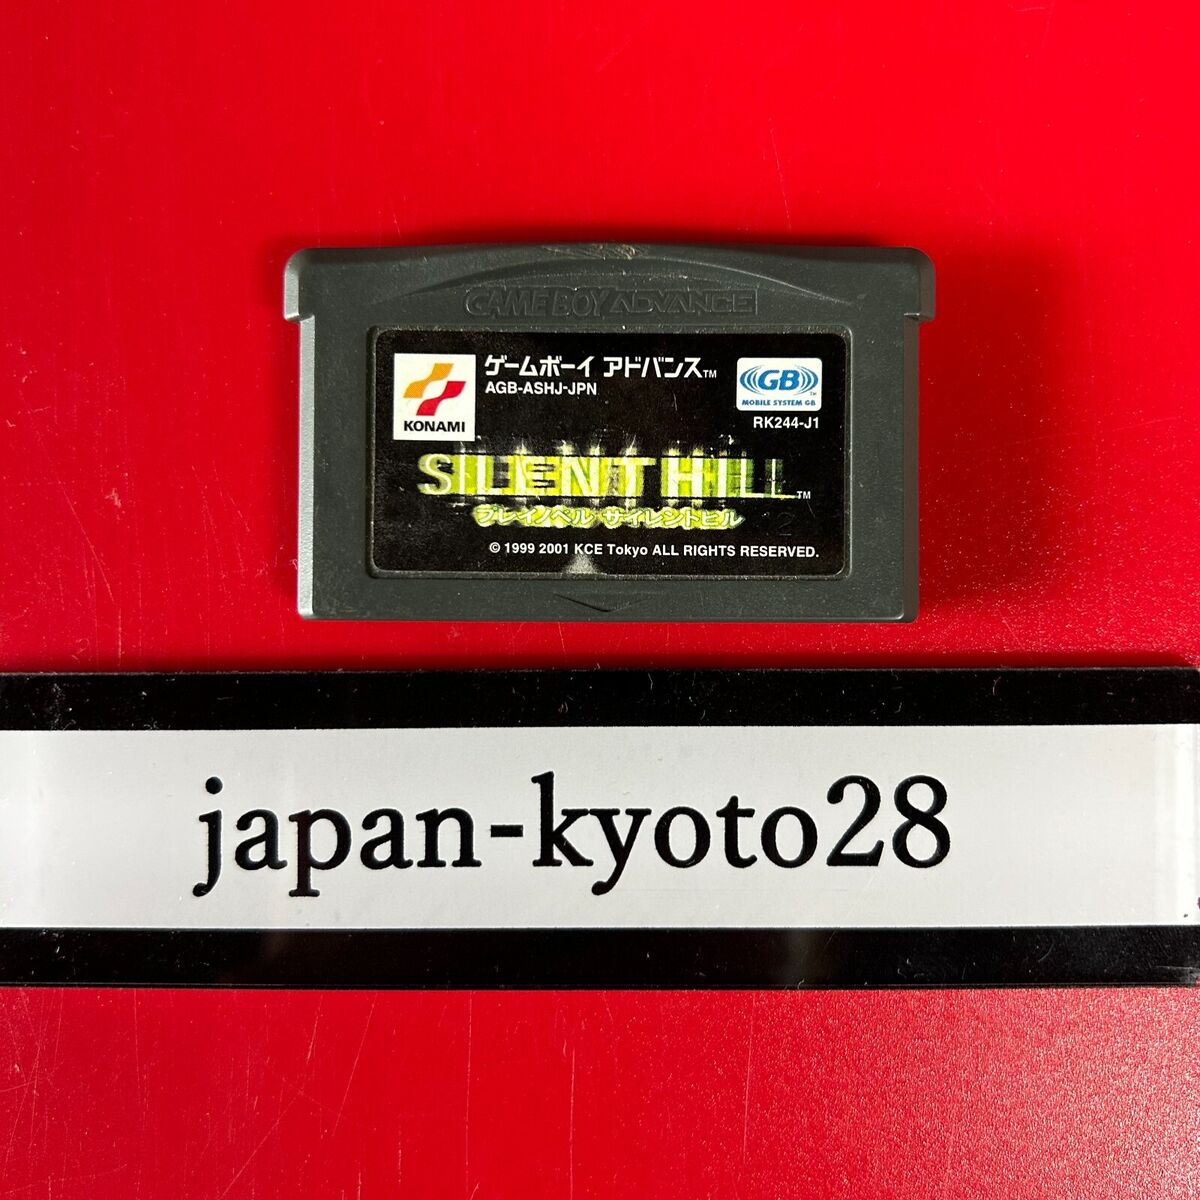 GAME BOY ADVANCE
ゲームボーイ アドバンス™
AGB-ASHJ-JPN
KONAMI
GB™
MOBILE SYSTEM GB
RK244-J1
SILENT HILL™
プレイノベル サイレントヒル
© 1999 2001 KCE Tokyo ALL RIGHTS RESERVED.
japan-kyoto28